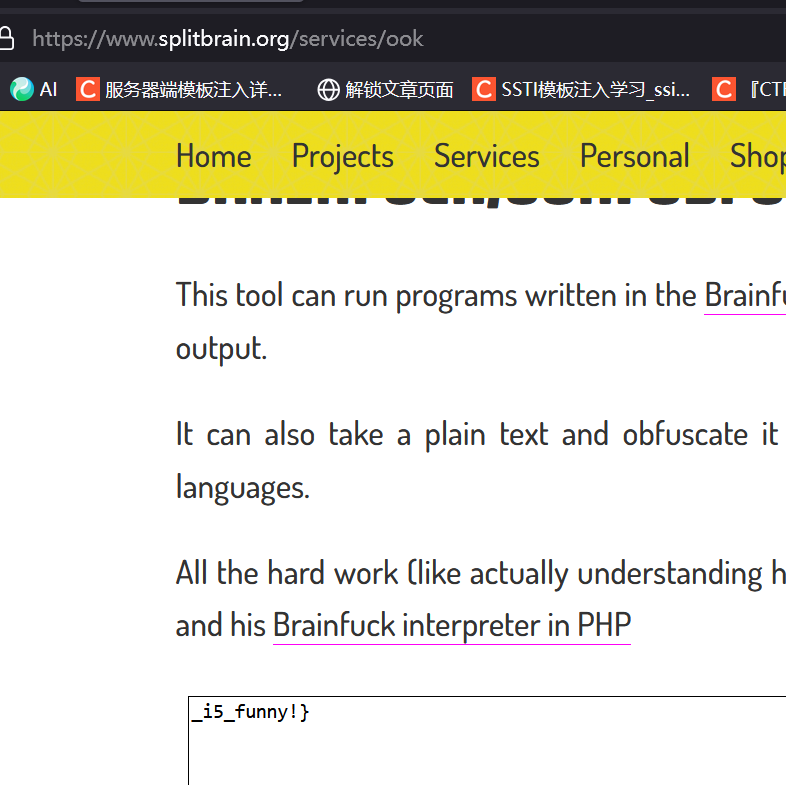 https://www.splitbrain.org/services/ook
AI 服务器端模板注入详... 解锁文章页面 SSTI模板注入学习_ssi... 『CTF
Home Projects Services Personal Shop
This tool can run programs written in the Brainfu
output.
It can also take a plain text and obfuscate it
languages.
All the hard work (like actually understanding h
and his Brainfuck interpreter in PHP
_i5_funny!}